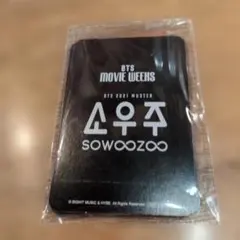 BTS
MOVIE WEEKS
BTS 2021 MUSTER
소우주
SOWOOZOO
© BIGHIT MUSIC & HYBE. All Rights Reserved.